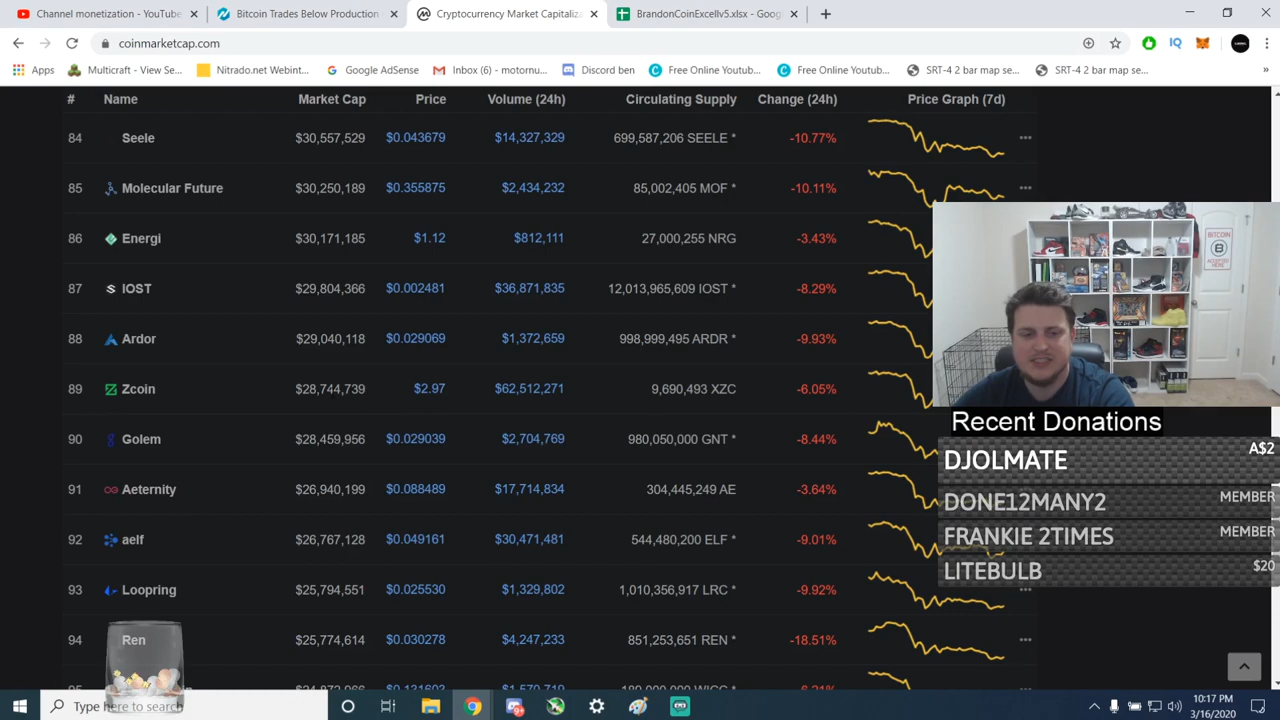 Channel monetization - YouTube
Bitcoin Trades Below Production
Cryptocurrency Market Capitaliza
BrandonCoinExcellv5.xlsx - Goog
coinmarketcap.com
Apps
Multicraft - View Se...
Nitrado.net Webint...
Google AdSense
Inbox (6) - motornu...
Discord ben
Free Online Youtub...
Free Online Youtub...
SRT-4 2 bar map se...
SRT-4 2 bar map se...
# Name Market Cap Price Volume (24h) Circulating Supply Change (24h) Price Graph (7d)
84 Seele $30,557,529 $0.043679 $14,327,329 699,587,206 SEELE * -10.77%
85 Molecular Future $30,250,189 $0.355875 $2,434,232 85,002,405 MOF * -10.11%
86 Energi $30,171,185 $1.12 $812,111 27,000,255 NRG -3.43%
87 IOST $29,804,366 $0.002481 $36,871,835 12,013,965,609 IOST * -8.29%
88 Ardor $29,040,118 $0.029069 $1,372,659 998,999,495 ARDR * -9.93%
89 Zcoin $28,744,739 $2.97 $62,512,271 9,690,493 XZC -6.05%
90 Golem $28,459,956 $0.029039 $2,704,769 980,050,000 GNT * -8.44%
91 Aeternity $26,940,199 $0.088489 $17,714,834 304,445,249 AE -3.64%
92 aelf $26,767,128 $0.049161 $30,471,481 544,480,200 ELF * -9.01%
93 Loopring $25,794,551 $0.025530 $1,329,802 1,010,356,917 LRC * -9.92%
94 Ren $25,774,614 $0.030278 $4,247,233 851,253,651 REN * -18.51%
BITCOIN
B
ACCEPTED
HERE
Recent Donations
DJOLMATE A$2
DONE12MANY2 MEMBER
FRANKIE 2TIMES MEMBER
LITEBULB $20
Type here to search
10:17 PM
3/16/2020